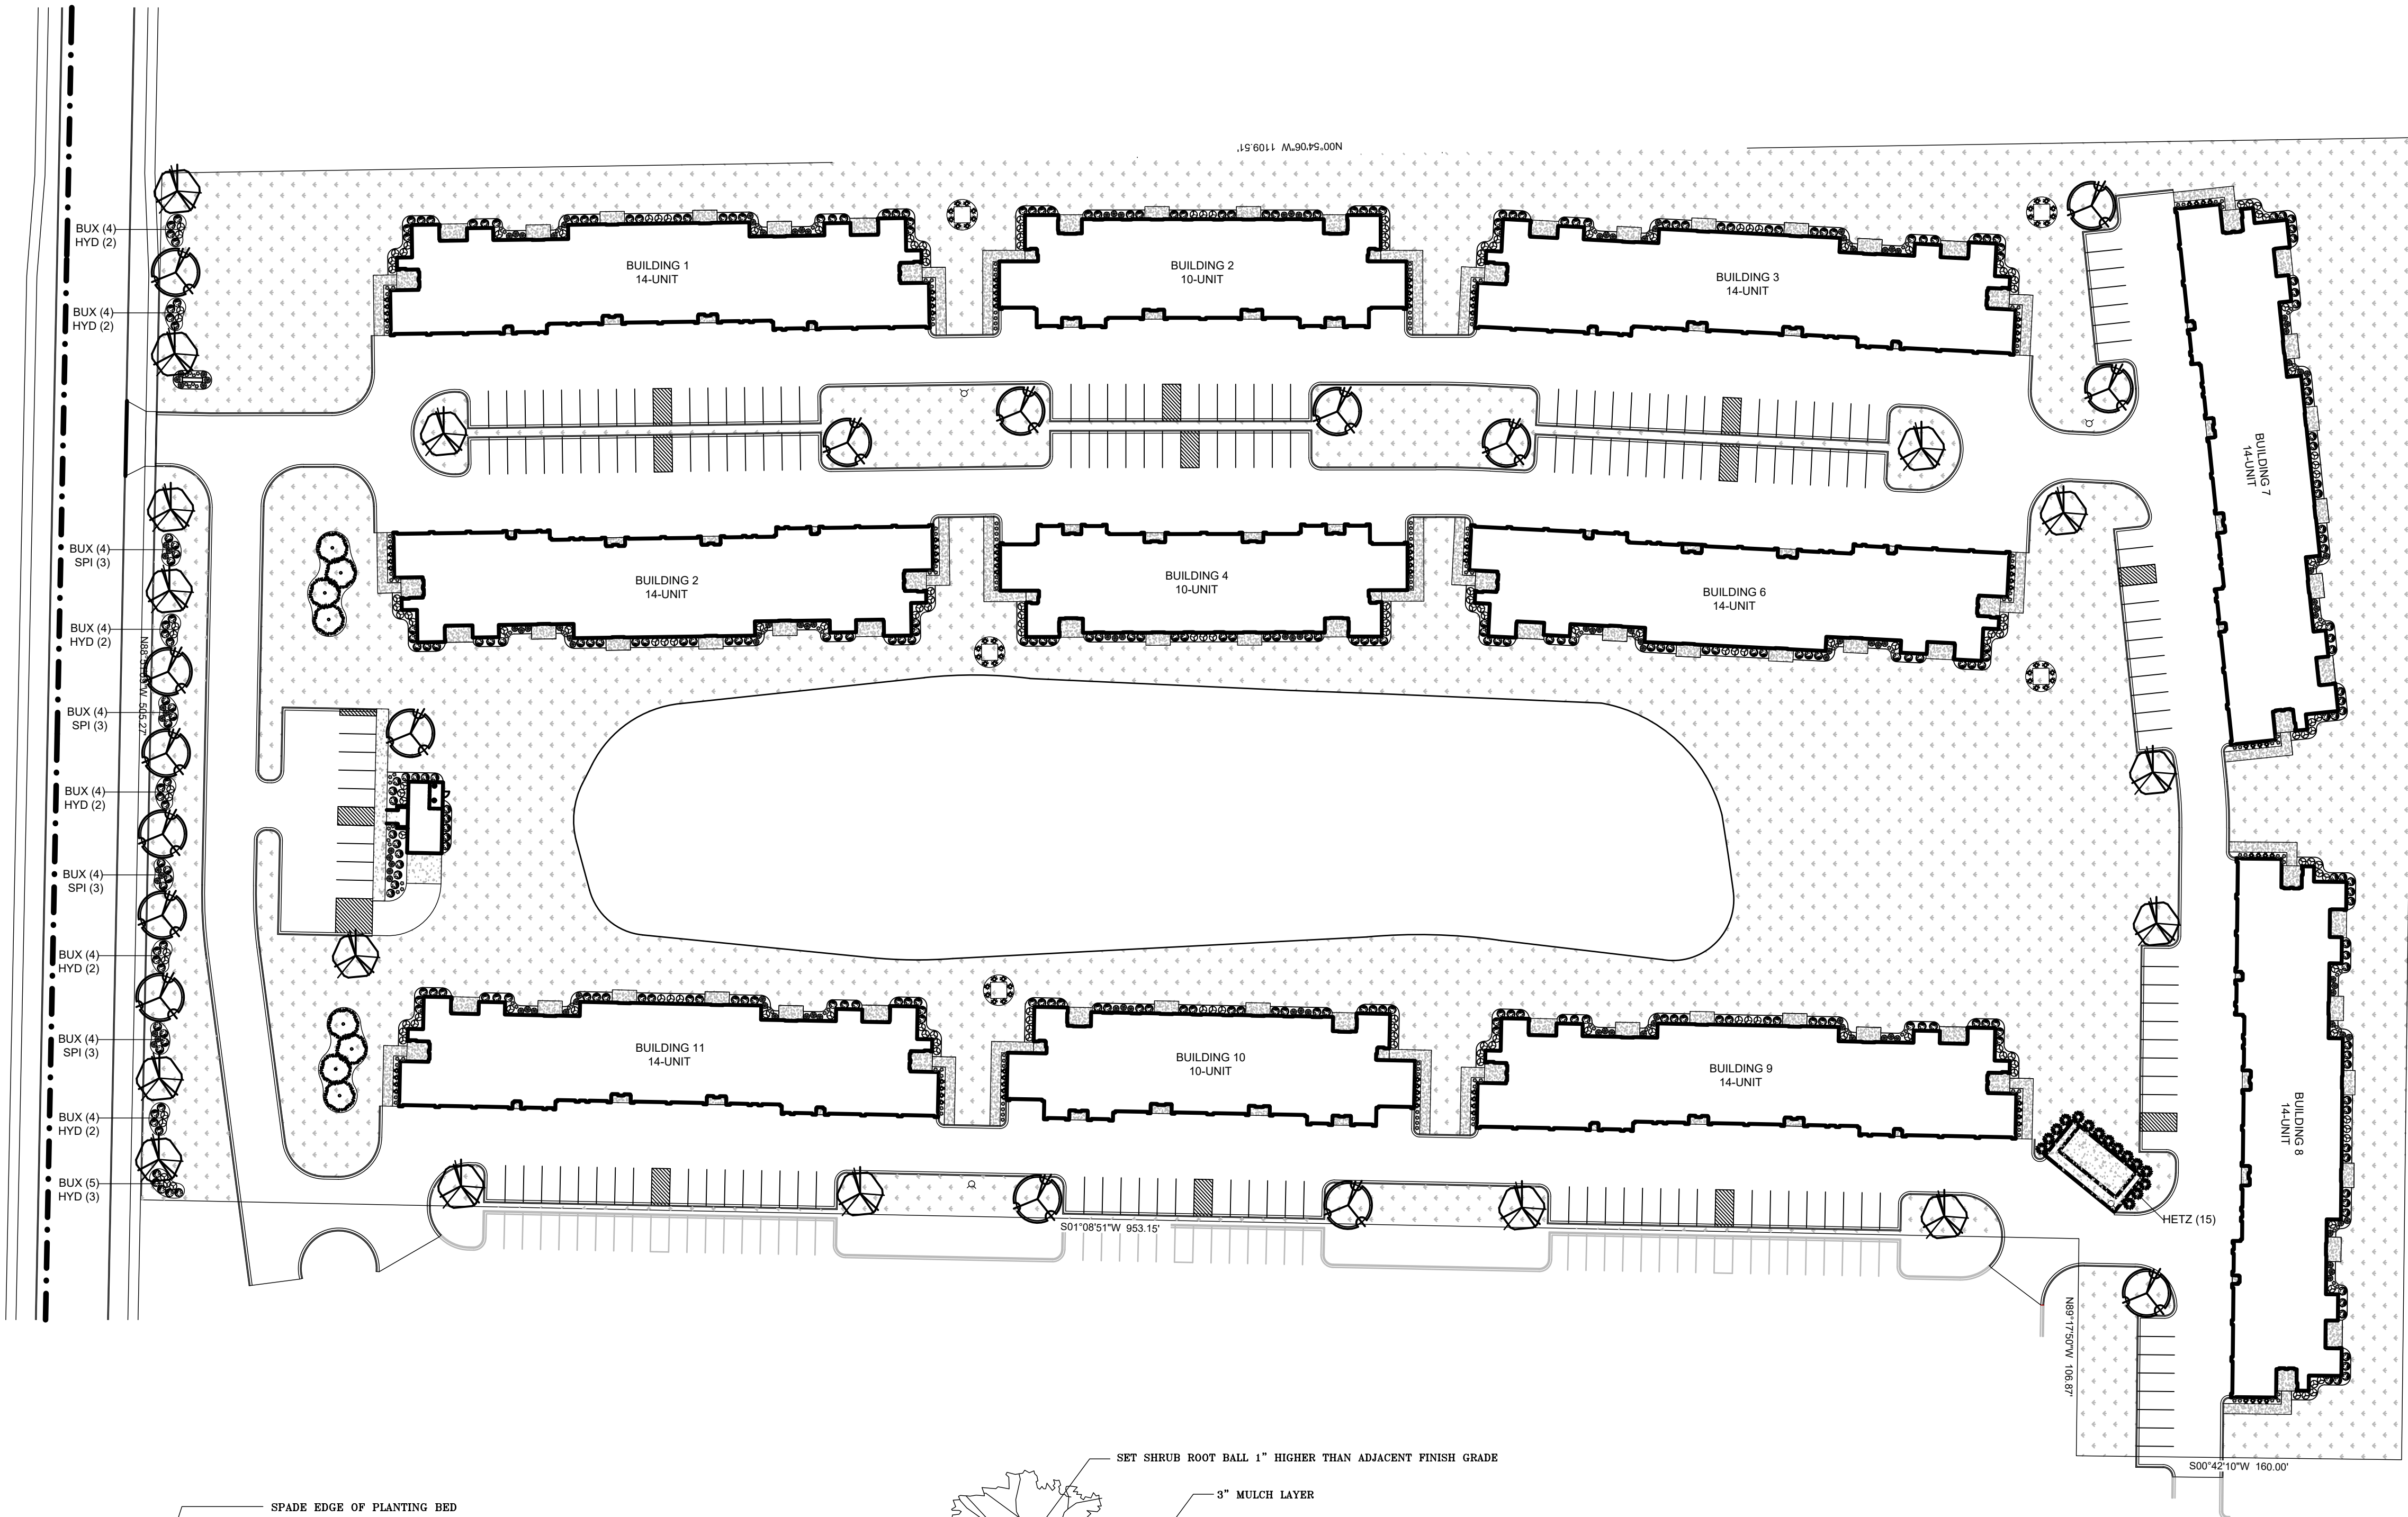 N00°54'06"W 1109.51'
BUX (4)
HYD (2)
BUX (4)
HYD (2)
BUILDING 1
14-UNIT
BUILDING 2
10-UNIT
BUILDING 3
14-UNIT
BUILDING 7
14-UNIT
BUX (4)
SPI (3)
BUX (4)
HYD (2)
BUILDING 2
14-UNIT
BUILDING 4
10-UNIT
BUILDING 6
14-UNIT
505.27'
BUX (4)
SPI (3)
BUX (4)
HYD (2)
BUX (4)
SPI (3)
BUX (4)
HYD (2)
BUX (4)
SPI (3)
BUX (4)
HYD (2)
BUX (5)
HYD (3)
BUILDING 11
14-UNIT
BUILDING 10
10-UNIT
BUILDING 9
14-UNIT
BUILDING 8
14-UNIT
HETZ (15)
S01°08'51"W 953.15'
N89°17'50"W 106.87'
S00°42'10"W 160.00'
SET SHRUB ROOT BALL 1" HIGHER THAN ADJACENT FINISH GRADE
3" MULCH LAYER
SPADE EDGE OF PLANTING BED